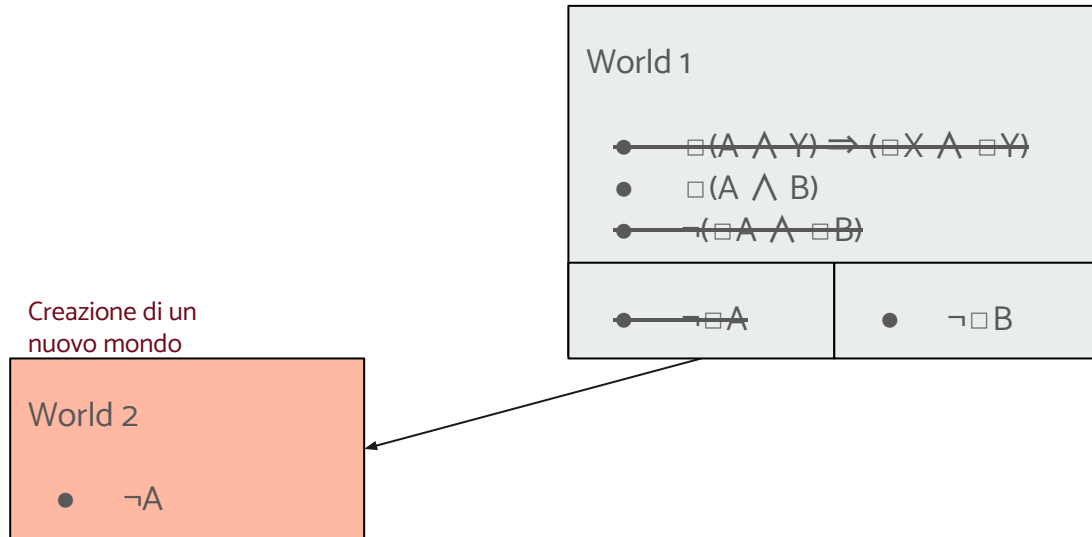 World 1
● □(A ⋀ Y) ⇒ (□X ⋀ □Y)
● □(A ⋀ B)
● ¬(□A ⋀ □B)
● ¬□A
● ¬□B
Creazione di un
nuovo mondo
World 2
● ¬A